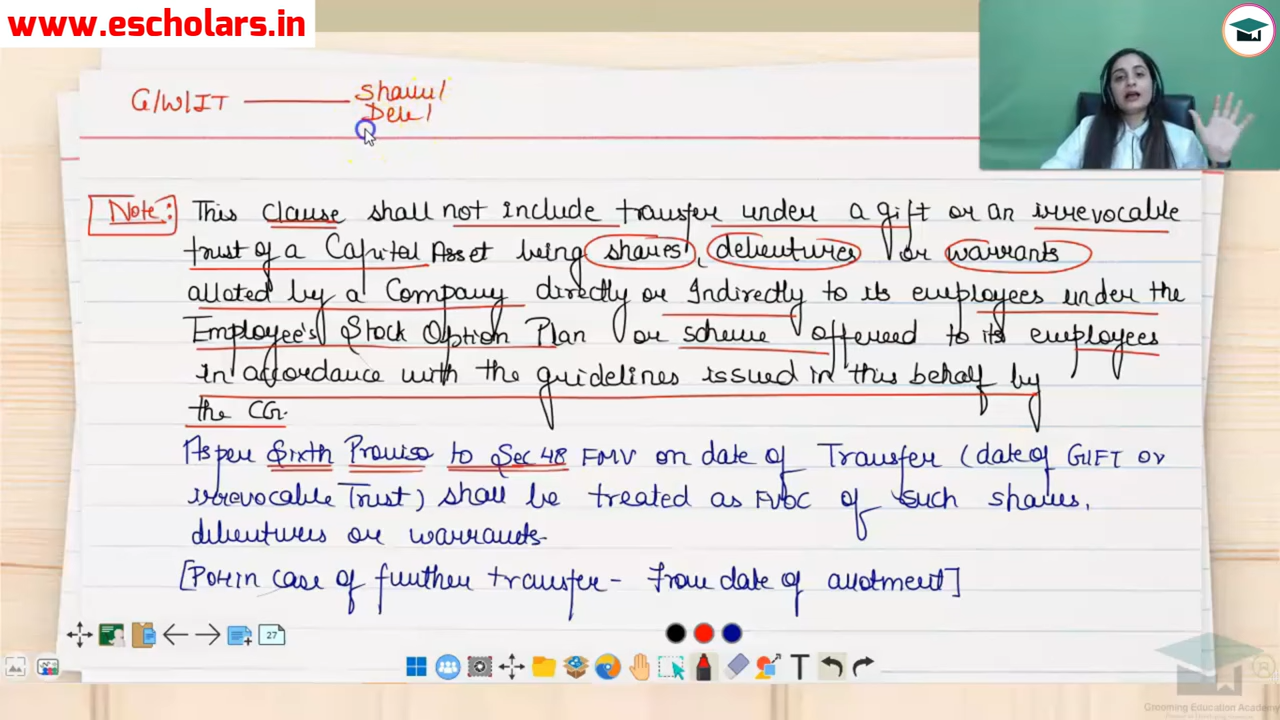 www.escholars.in
G/W/IT
Shares/
Deb/
Note: This clause shall not include transfer under a gift or an irrevocable
trust of a Capital Asset being shares, debentures or warrants
alloted by a Company directly or Indirectly to its employees under the
Employee's Stock Option Plan or scheme offered to its employees
in accordance with the guidelines issued in this behalf by
the CG.
As per Sixth Proviso to Sec 48 FMV on date of Transfer (date of GIFT or
irrevocable Trust) shall be treated as FVOC of such shares,
debentures or warrants.
[POH in case of further transfer - From date of allotment]
27
T
Grooming Education Academy